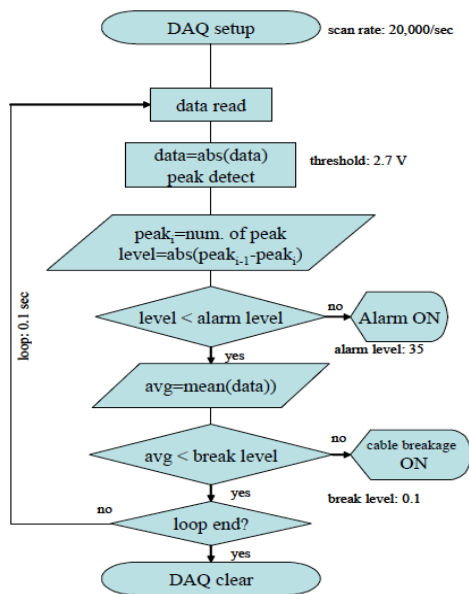 DAQ setup
scan rate: 20,000/sec
data read
data=abs(data)
peak detect
threshold: 2.7 V
peakᵢ=num. of peak
level=abs(peakᵢ₋₁-peakᵢ)
level < alarm level
no
Alarm ON
alarm level: 35
yes
loop: 0.1 sec
avg=mean(data))
avg < break level
no
cable breakage
ON
break level: 0.1
yes
no
loop end?
yes
DAQ clear